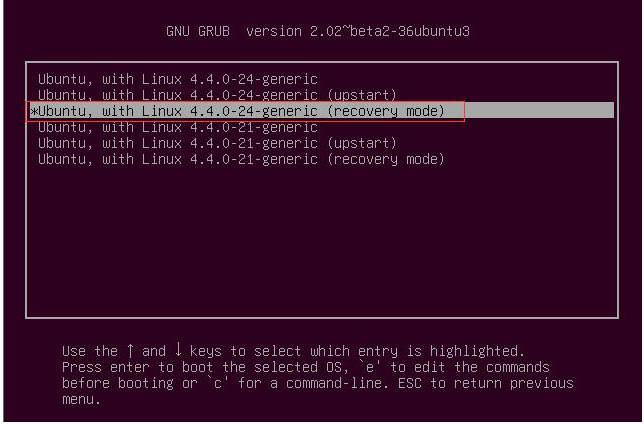 GNU GRUB version 2.02~beta2-36ubuntu3
Ubuntu, with Linux 4.4.0-24-generic
Ubuntu, with Linux 4.4.0-24-generic (upstart)
*Ubuntu, with Linux 4.4.0-24-generic (recovery mode)
Ubuntu, with Linux 4.4.0-21-generic
Ubuntu, with Linux 4.4.0-21-generic (upstart)
Ubuntu, with Linux 4.4.0-21-generic (recovery mode)
Use the ↑ and ↓ keys to select which entry is highlighted.
Press enter to boot the selected OS, `e' to edit the commands
before booting or `c' for a command-line. ESC to return previous
menu.